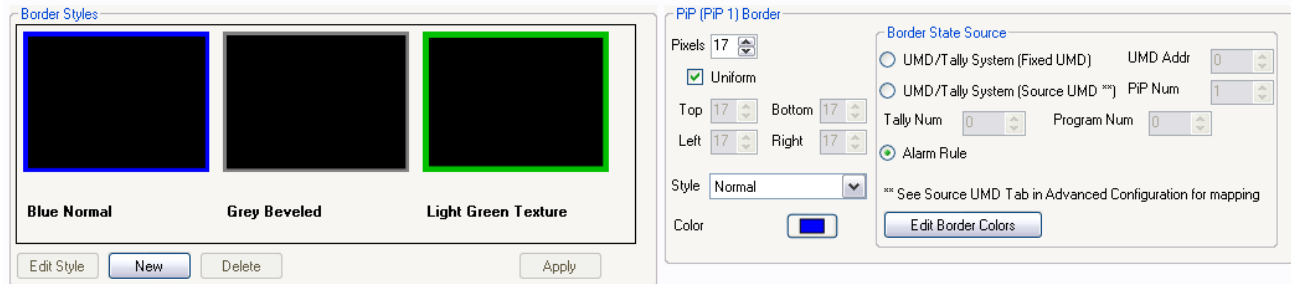 Border Styles
Blue Normal Grey Beveled Light Green Texture
Edit Style New Delete Apply
PiP (PiP 1) Border
Pixels 17
Uniform
Top 17 Bottom 17
Left 17 Right 17
Style Normal
Color
Border State Source
UMD/Tally System (Fixed UMD) UMD Addr 0
UMD/Tally System (Source UMD **) PiP Num 1
Tally Num 0 Program Num 0
Alarm Rule
** See Source UMD Tab in Advanced Configuration for mapping
Edit Border Colors